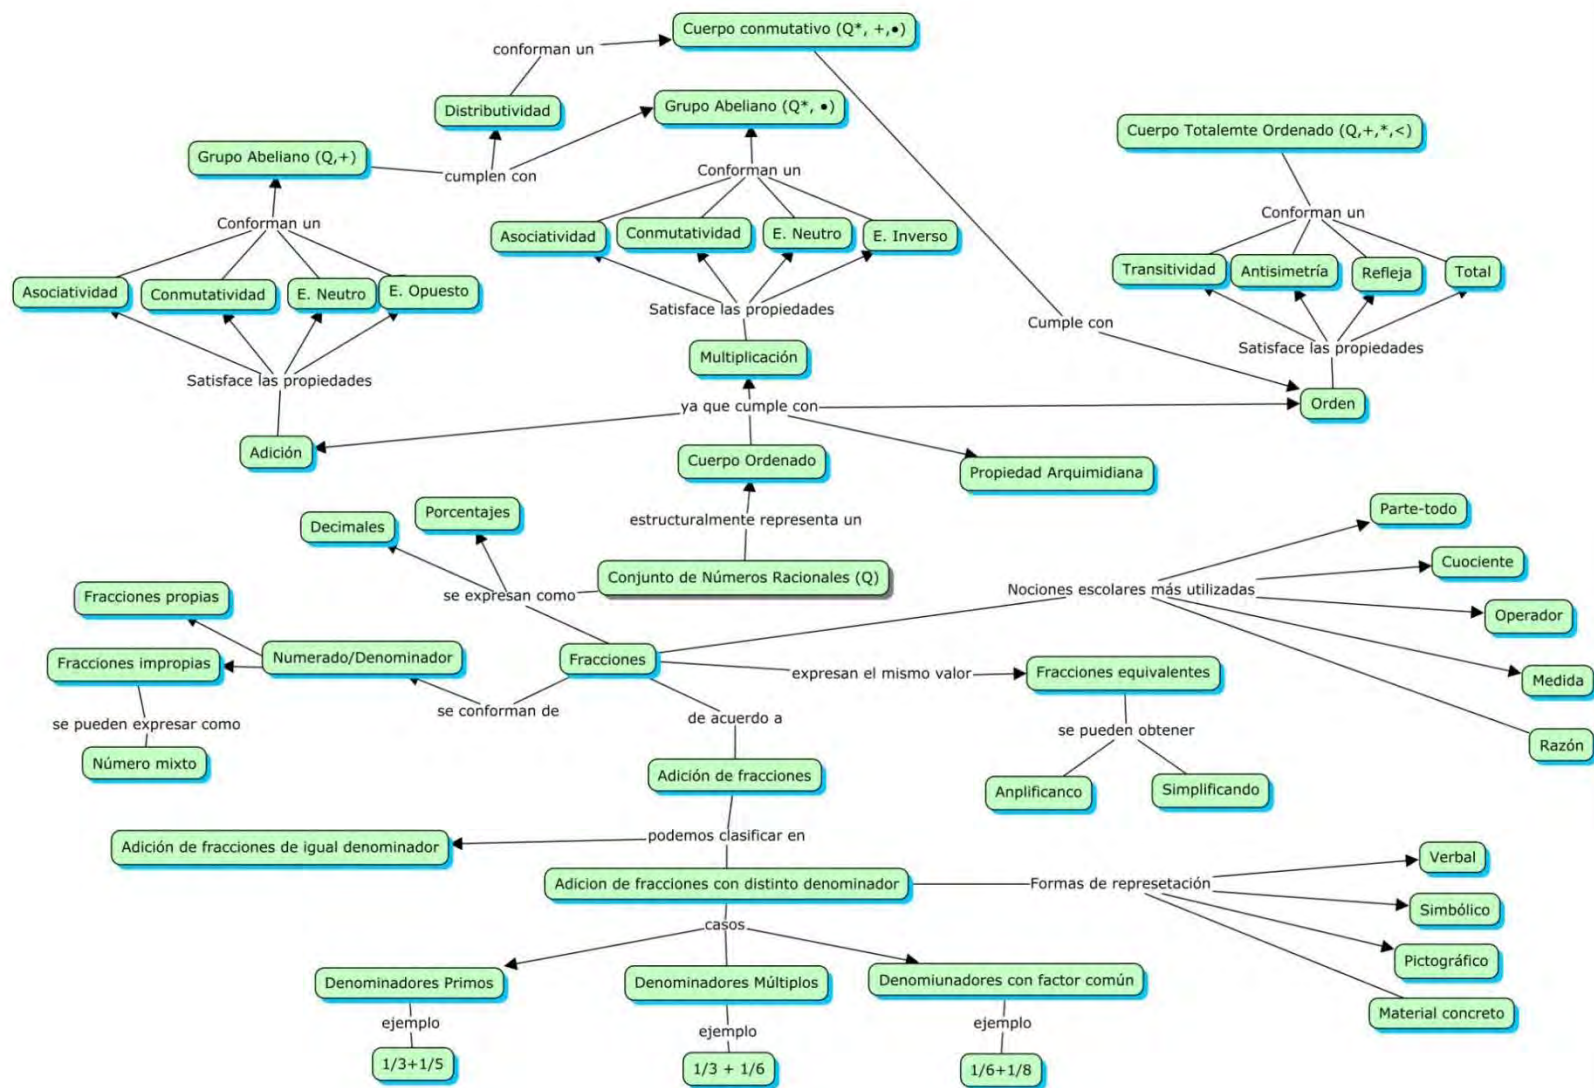 Cuerpo conmutativo (Q*, +,●)
conforman un
Distributividad
Grupo Abeliano (Q*, ●)
Cuerpo Totalemte Ordenado (Q,+,*,<)
Grupo Abeliano (Q,+)
cumplen con
Conforman un
Conforman un
Conforman un
Asociatividad
Conmutatividad
E. Neutro
E. Inverso
Transitividad
Antisimetría
Refleja
Total
Asociatividad
Conmutatividad
E. Neutro
E. Opuesto
Satisface las propiedades
Cumple con
Satisface las propiedades
Multiplicación
Satisface las propiedades
ya que cumple con
Orden
Adición
Cuerpo Ordenado
Propiedad Arquimidiana
Porcentajes
Decimales
estructuralmente representa un
Parte-todo
Conjunto de Números Racionales (Q)
Cuociente
se expresan como
Nociones escolares más utilizadas
Fracciones propias
Operador
Fracciones impropias
Numerado/Denominador
Fracciones
expresan el mismo valor
Fracciones equivalentes
Medida
se conforman de
de acuerdo a
se pueden expresar como
se pueden obtener
Razón
Número mixto
Adición de fracciones
Anplificanco
Simplificando
podemos clasificar en
Adición de fracciones de igual denominador
Adicion de fracciones con distinto denominador
Formas de represetación
Verbal
Simbólico
casos
Pictográfico
Denominadores Primos
Denominadores Múltiplos
Denomiunadores con factor común
Material concreto
ejemplo
ejemplo
ejemplo
1/3+1/5
1/3 + 1/6
1/6+1/8